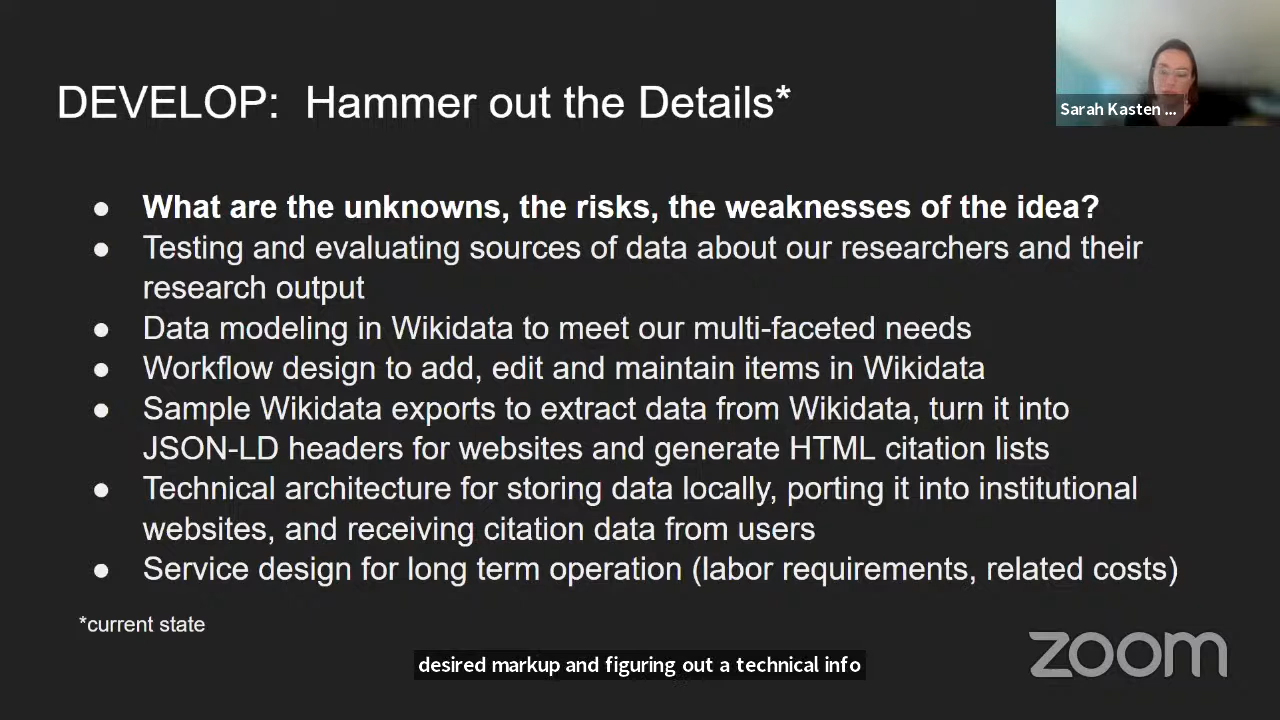 DEVELOP: Hammer out the Details*
Sarah Kasten ...
● What are the unknowns, the risks, the weaknesses of the idea?
● Testing and evaluating sources of data about our researchers and their
research output
● Data modeling in Wikidata to meet our multi-faceted needs
● Workflow design to add, edit and maintain items in Wikidata
● Sample Wikidata exports to extract data from Wikidata, turn it into
JSON-LD headers for websites and generate HTML citation lists
● Technical architecture for storing data locally, porting it into institutional
websites, and receiving citation data from users
● Service design for long term operation (labor requirements, related costs)
*current state
desired markup and figuring out a technical info
zoom